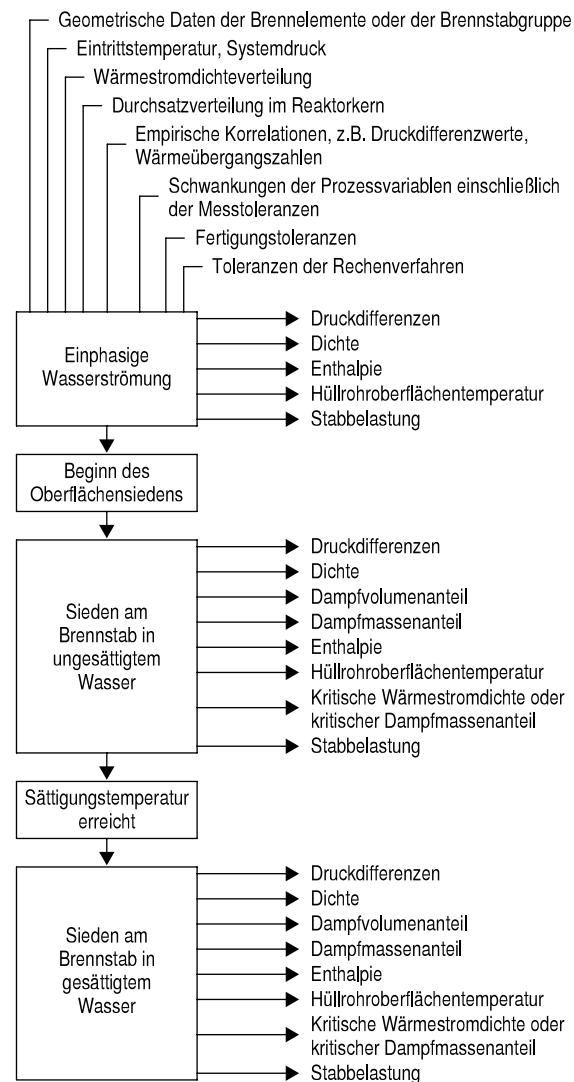 Geometrische Daten der Brennelemente oder der Brennstabgruppe
Eintrittstemperatur, Systemdruck
Wärmestromdichteverteilung
Durchsatzverteilung im Reaktorkern
Empirische Korrelationen, z.B. Druckdifferenzwerte,
Wärmeübergangszahlen
Schwankungen der Prozessvariablen einschließlich
der Messtoleranzen
Fertigungstoleranzen
Toleranzen der Rechenverfahren
Einphasige
Wasserströmung
Druckdifferenzen
Dichte
Enthalpie
Hüllrohroberflächentemperatur
Stabbelastung
Beginn des
Oberflächensiedens
Sieden am
Brennstab in
ungesättigtem
Wasser
Druckdifferenzen
Dichte
Dampfvolumenanteil
Dampfmassenanteil
Enthalpie
Hüllrohroberflächentemperatur
Kritische Wärmestromdichte oder
kritischer Dampfmassenanteil
Stabbelastung
Sättigungstemperatur
erreicht
Sieden am
Brennstab in
gesättigtem
Wasser
Druckdifferenzen
Dichte
Dampfvolumenanteil
Dampfmassenanteil
Enthalpie
Hüllrohroberflächentemperatur
Kritische Wärmestromdichte oder
kritischer Dampfmassenanteil
Stabbelastung